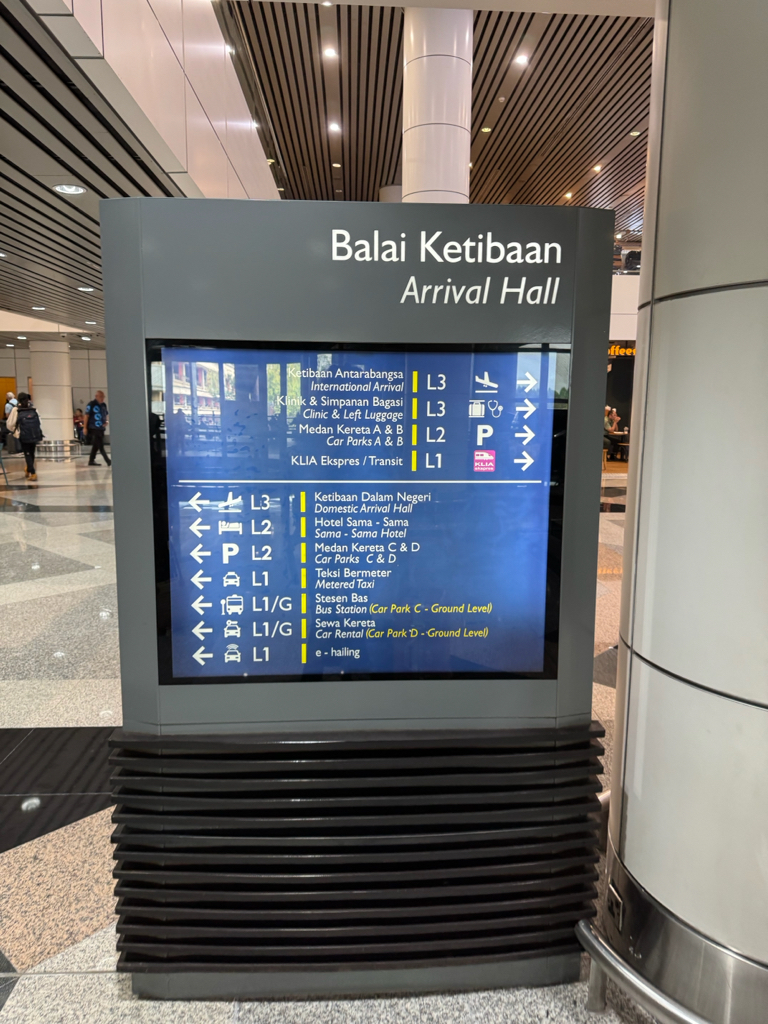 Balai Ketibaan
Arrival Hall
Ketibaan Antarabangsa
International Arrival
L3
Klinik & Simpanan Bagasi
Clinic & Left Luggage
L3
Medan Kereta A & B
Car Parks A & B
L2 P
KLIA Ekspres / Transit L1
KLIA
ekspres
L3
Ketibaan Dalam Negeri
Domestic Arrival Hall
L2
Hotel Sama - Sama
Sama - Sama Hotel
P L2
Medan Kereta C & D
Car Parks C & D
L1
Teksi Bermeter
Metered Taxi
L1/G
Stesen Bas
Bus Station (Car Park C - Ground Level)
L1/G
Sewa Kereta
Car Rental (Car Park D - Ground Level)
L1 e - hailing